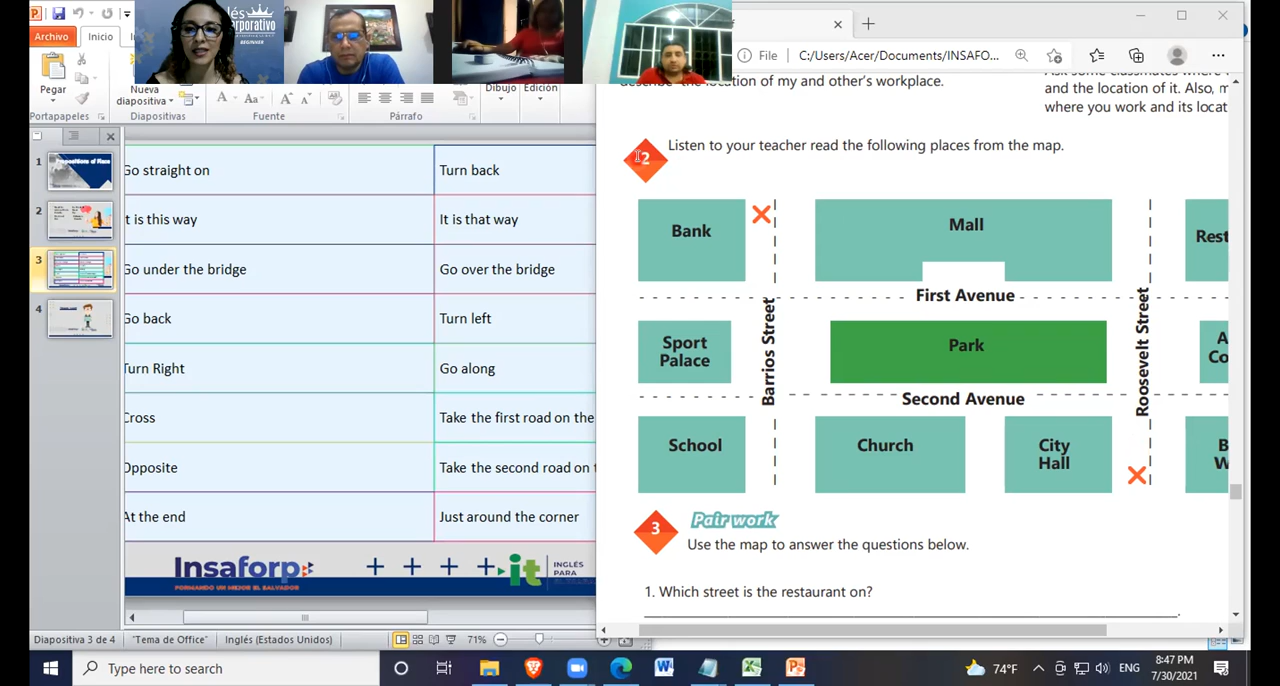 Archivo
Inicio
Pegar
Nueva
diapositiva
Dibujo
Edición
Portapapeles
Diapositivas
Fuente
Párrafo
lés
rporativo
BEGINNER
1
2
3
4
Go straight on
Turn back
t is this way
It is that way
Go under the bridge
Go over the bridge
Go back
Turn left
Turn Right
Go along
Cross
Take the first road on the
Opposite
Take the second road on t
At the end
Just around the corner
Insaforp
FORMANDO UN MEJOR EL SALVADOR
it
INGLÉS
PARA
Diapositiva 3 de 4
"Tema de Office"
Inglés (Estados Unidos)
71%
File
C:/Users/Acer/Documents/INSAFO...
describe the location of my and other's workplace.
and the location of it. Also, m
where you work and its locat
2
Listen to your teacher read the following places from the map.
Bank
Mall
Rest
First Avenue
Barrios Street
Roosevelt Street
Sport
Palace
Park
A
Co
Second Avenue
School
Church
City
Hall
B
W
3
Pair work
Use the map to answer the questions below.
1. Which street is the restaurant on?
Type here to search
74°F
ENG
8:47 PM
7/30/2021